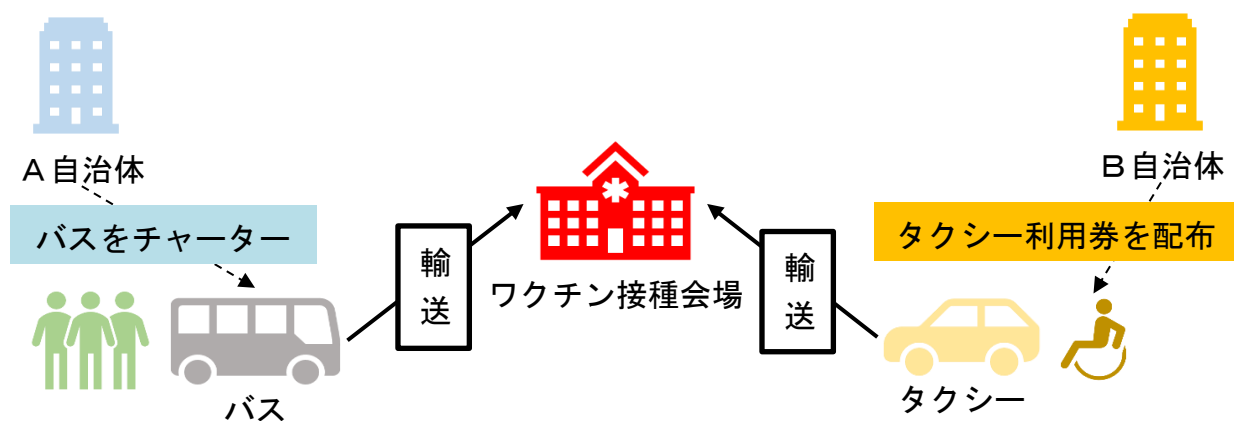 A自治体
バスをチャーター
バス
輸送
ワクチン接種会場
輸送
B自治体
タクシー利用券を配布
タクシー